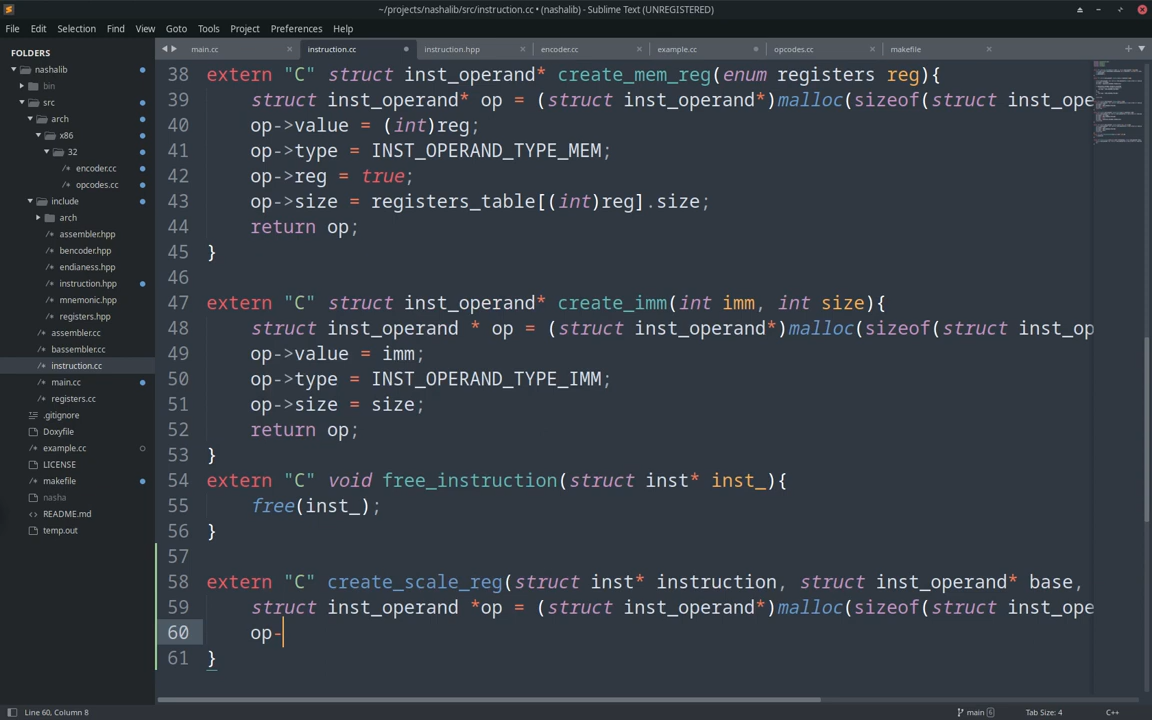 ~/projects/nashalib/src/instruction.cc • (nashalib) - Sublime Text (UNREGISTERED)
File Edit Selection Find View Goto Tools Project Preferences Help
FOLDERS
nashalib
bin
src
arch
x86
32
encoder.cc
opcodes.cc
include
arch
assembler.hpp
bencoder.hpp
endianess.hpp
instruction.hpp
mnemonic.hpp
registers.hpp
assembler.cc
bassembler.cc
instruction.cc
main.cc
registers.cc
.gitignore
Doxyfile
example.cc
LICENSE
makefile
nasha
README.md
temp.out
main.cc instruction.cc instruction.hpp encoder.cc example.cc opcodes.cc makefile
38 extern "C" struct inst_operand* create_mem_reg(enum registers reg){
39 struct inst_operand* op = (struct inst_operand*)malloc(sizeof(struct inst_ope
40 op->value = (int)reg;
41 op->type = INST_OPERAND_TYPE_MEM;
42 op->reg = true;
43 op->size = registers_table[(int)reg].size;
44 return op;
45 }
46
47 extern "C" struct inst_operand* create_imm(int imm, int size){
48 struct inst_operand * op = (struct inst_operand*)malloc(sizeof(struct inst_op
49 op->value = imm;
50 op->type = INST_OPERAND_TYPE_IMM;
51 op->size = size;
52 return op;
53 }
54 extern "C" void free_instruction(struct inst* inst_){
55 free(inst_);
56 }
57
58 extern "C" create_scale_reg(struct inst* instruction, struct inst_operand* base,
59 struct inst_operand *op = (struct inst_operand*)malloc(sizeof(struct inst_ope
60 op-
61 }
Line 60, Column 8 main 6 Tab Size: 4 C++